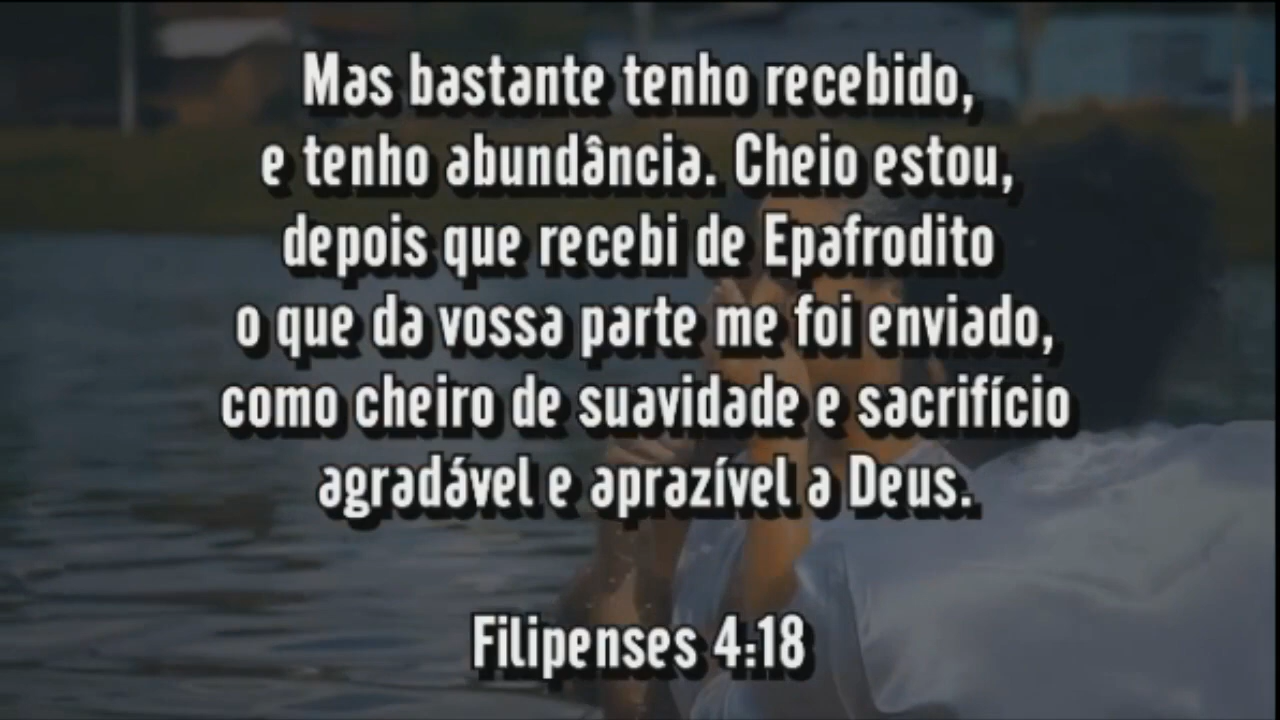 Mas bastante tenho recebido,
e tenho abundância. Cheio estou,
depois que recebi de Epafrodito
o que da vossa parte me foi enviado,
como cheiro de suavidade e sacrifício
agradável e aprazível a Deus.
Filipenses 4:18